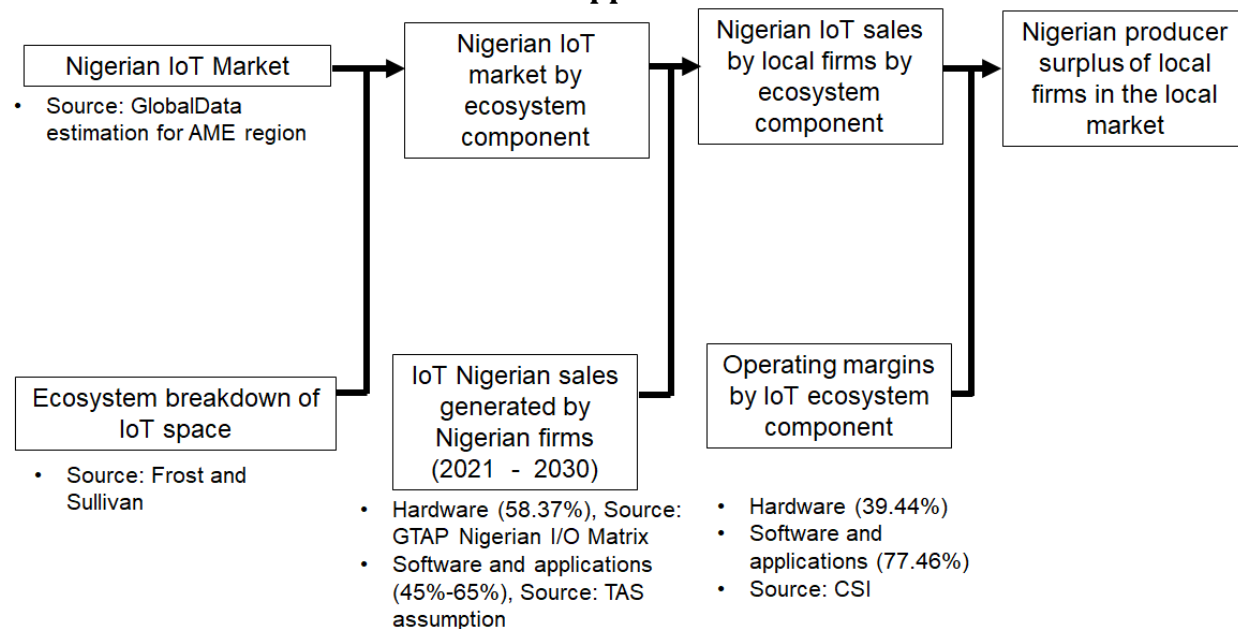 App
Nigerian IoT Market
• Source: GlobalData
estimation for AME region
Nigerian IoT
market by
ecosystem
component
Nigerian IoT sales
by local firms by
ecosystem
component
Nigerian producer
surplus of local
firms in the local
market
Ecosystem breakdown of
IoT space
• Source: Frost and
Sullivan
IoT Nigerian sales
generated by
Nigerian firms
(2021 - 2030)
• Hardware (58.37%), Source:
GTAP Nigerian I/O Matrix
• Software and applications
(45%-65%), Source: TAS
assumption
Operating margins
by IoT ecosystem
component
• Hardware (39.44%)
• Software and
applications (77.46%)
• Source: CSI